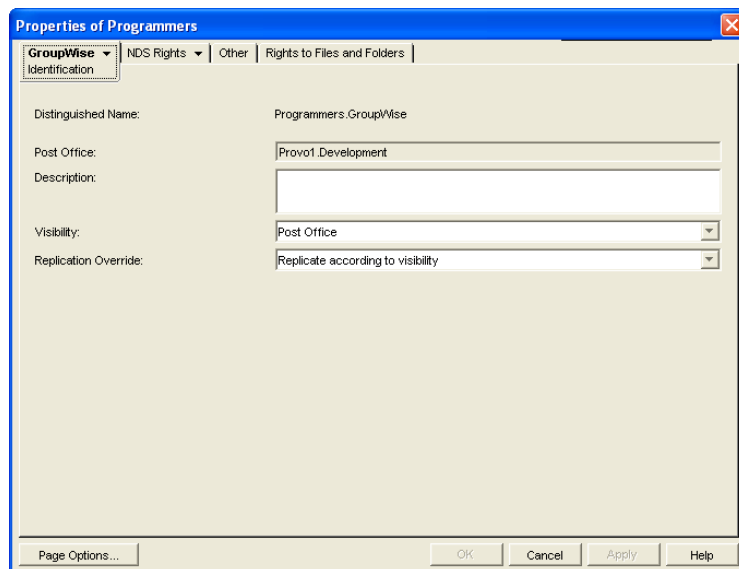 Properties of Programmers
GroupWise NDS Rights Other Rights to Files and Folders
Identification
Distinguished Name: Programmers.GroupWise
Post Office: Provo1.Development
Description:
Visibility: Post Office
Replication Override: Replicate according to visibility
Page Options... OK Cancel Apply Help